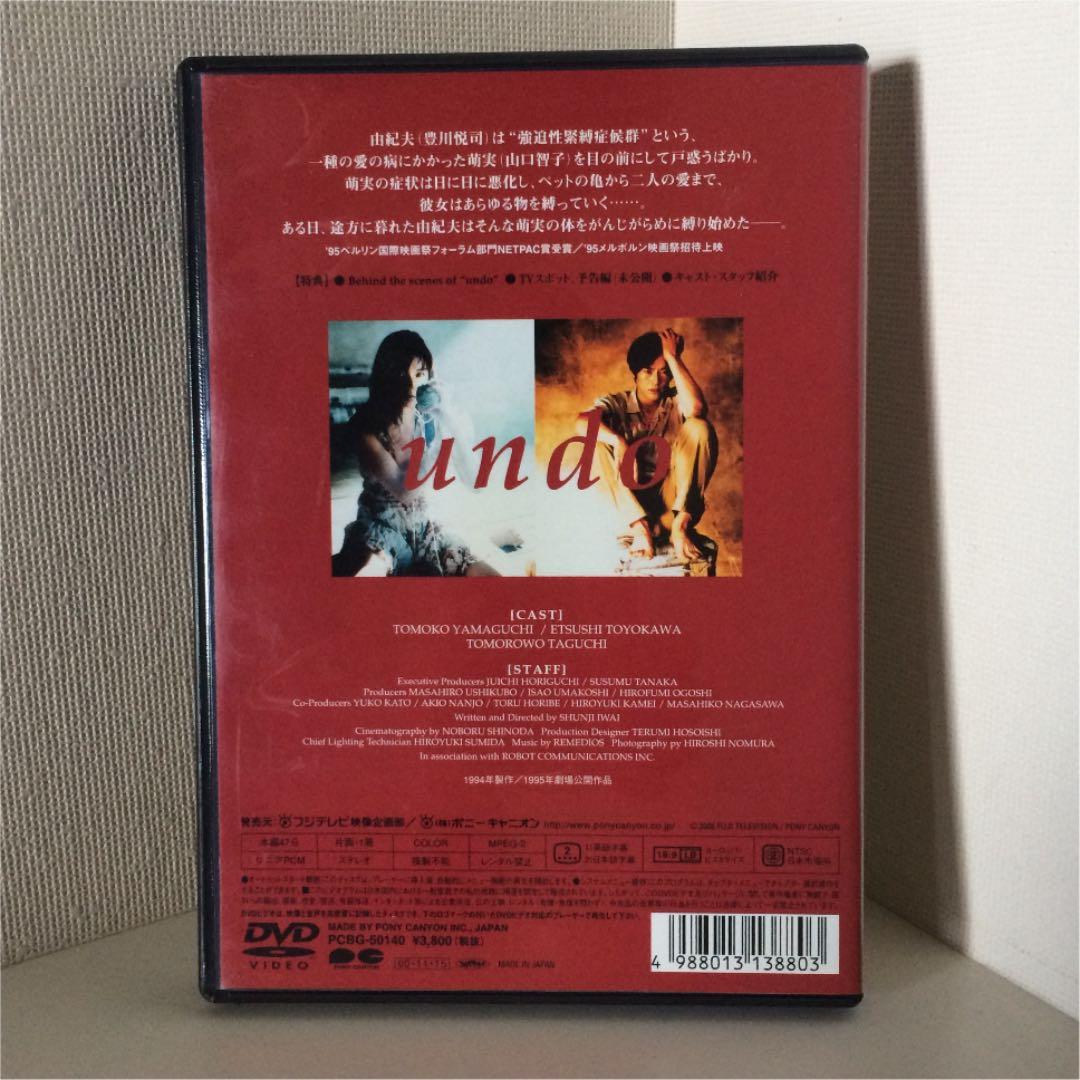 由紀夫(豊川悦司)は“強迫性緊縛症候群”という、
一種の愛の病にかかった萌実(山口智子)を目の前にして戸惑うばかり。
萌実の症状は日に日に悪化し、ペットの亀から二人の愛まで、
彼女はあらゆる物を縛っていく……。
ある日、途方に暮れた由紀夫はそんな萌実の体をがんじがらめに縛り始めた——。
'95ベルリン国際映画祭フォーラム部門NETPAC賞受賞／'95メルボルン映画祭招待上映
【特典】●Behind the scenes of “undo” ●TVスポット、予告編(未公開)●キャスト・スタッフ紹介
undo
[CAST]
TOMOKO YAMAGUCHI / ETSUSHI TOYOKAWA
TOMOROWO TAGUCHI
[STAFF]
Executive Producers JUICHI HORIGUCHI / SUSUMU TANAKA
Producers MASAHIRO USHIKUBO / ISAO UMAKOSHI / HIROFUMI OGOSHI
Co-Producers YUKO KATO / AKIO NANJO / TORU HORIBE / HIROYUKI KAMEI / MASAHIKO NAGASAWA
Written and Directed by SHUNJI IWAI
Cinematography by NOBORU SHINODA Production Designer TERUMI HOSOISHI
Chief Lighting Technician HIROYUKI SUMIDA Music by REMEDIOS Photography py HIROSHI NOMURA
In association with ROBOT COMMUNICATIONS INC.
1994年製作／1995年劇場公開作品
発売元:フジテレビ映像企画部／(株)ポニーキャニオン http://www.ponycanyon.co.jp/ FUJI TELEVISION / PONY CANYON
本編47分 片面・1層 COLOR MPEG-2 2 16:9 LB 2 NTSC
リニアPCM ステレオ 複製不能 レンタル禁止 日本市場向
DVD VIDEO
PONY CANYON
MADE BY PONY CANYON INC., JAPAN
PCBG-50140 ¥3,800(税抜)
00·11·15 MADE IN JAPAN
4 988013 138803